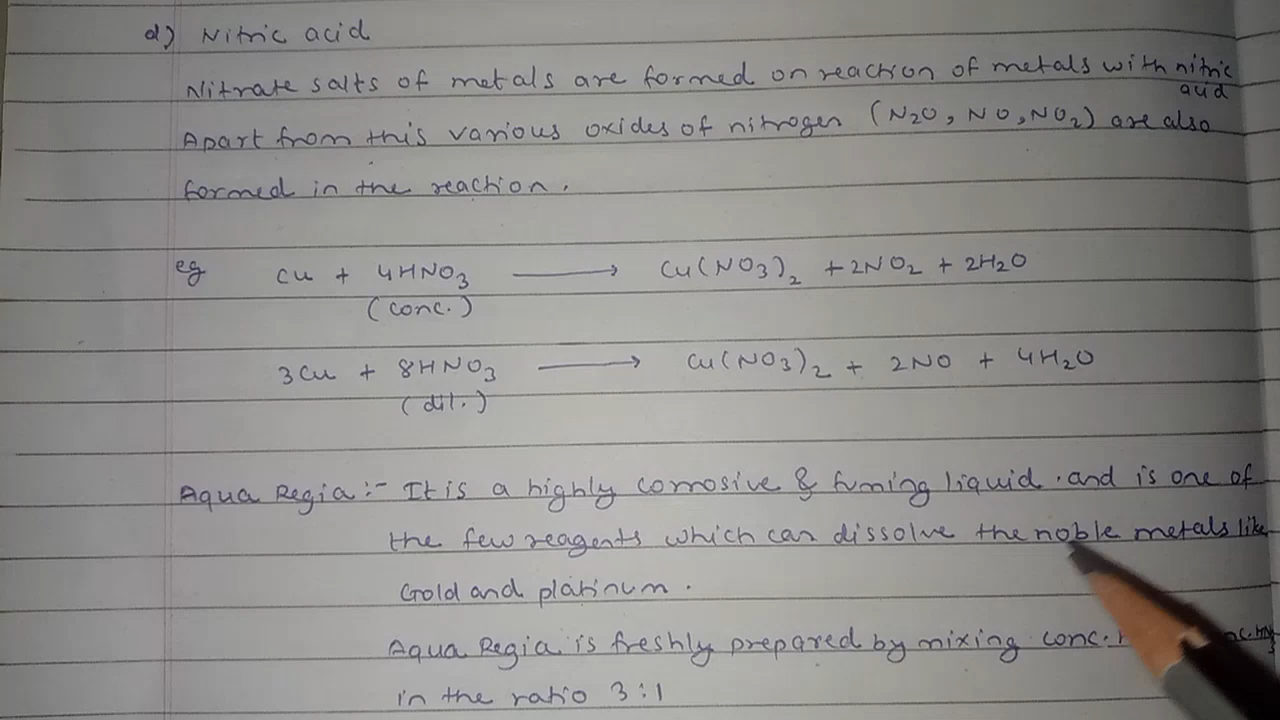 d) Nitric acid
Nitrate salts of metals are formed on reaction of metals with nitric
acid
Apart from this various oxides of nitrogen (N2O, NO, NO2) are also
formed in the reaction.
eg Cu + 4HNO3 ⟶ Cu(NO3)2 + 2NO2 + 2H2O
(conc.)
3Cu + 8HNO3 ⟶ Cu(NO3)2 + 2NO + 4H2O
(dil.)
Aqua Regia :- It is a highly corrosive & fuming liquid. and is one of
the few reagents which can dissolve the noble metals like
Gold and platinum.
Aqua Regia is freshly prepared by mixing conc.
in the ratio 3:1